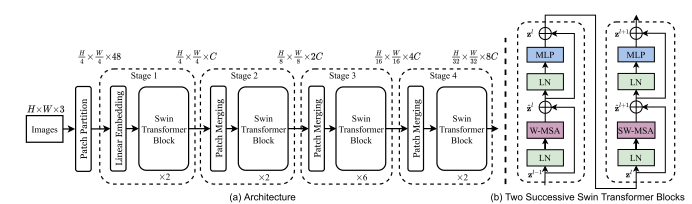 H/4 × W/4 × 48
H/4 × W/4 × C
H/8 × W/8 × 2C
H/16 × W/16 × 4C
H/32 × W/32 × 8C
Stage 1
Stage 2
Stage 3
Stage 4
H×W×3
Images
Patch Partition
Linear Embedding
Swin
Transformer
Block
×2
Patch Merging
Swin
Transformer
Block
×2
Patch Merging
Swin
Transformer
Block
×6
Patch Merging
Swin
Transformer
Block
×2
(a) Architecture
z^l
MLP
LN
ẑ^l
W-MSA
LN
z^{l−1}
z^{l+1}
MLP
LN
ẑ^{l+1}
SW-MSA
LN
z^l
(b) Two Successive Swin Transformer Blocks